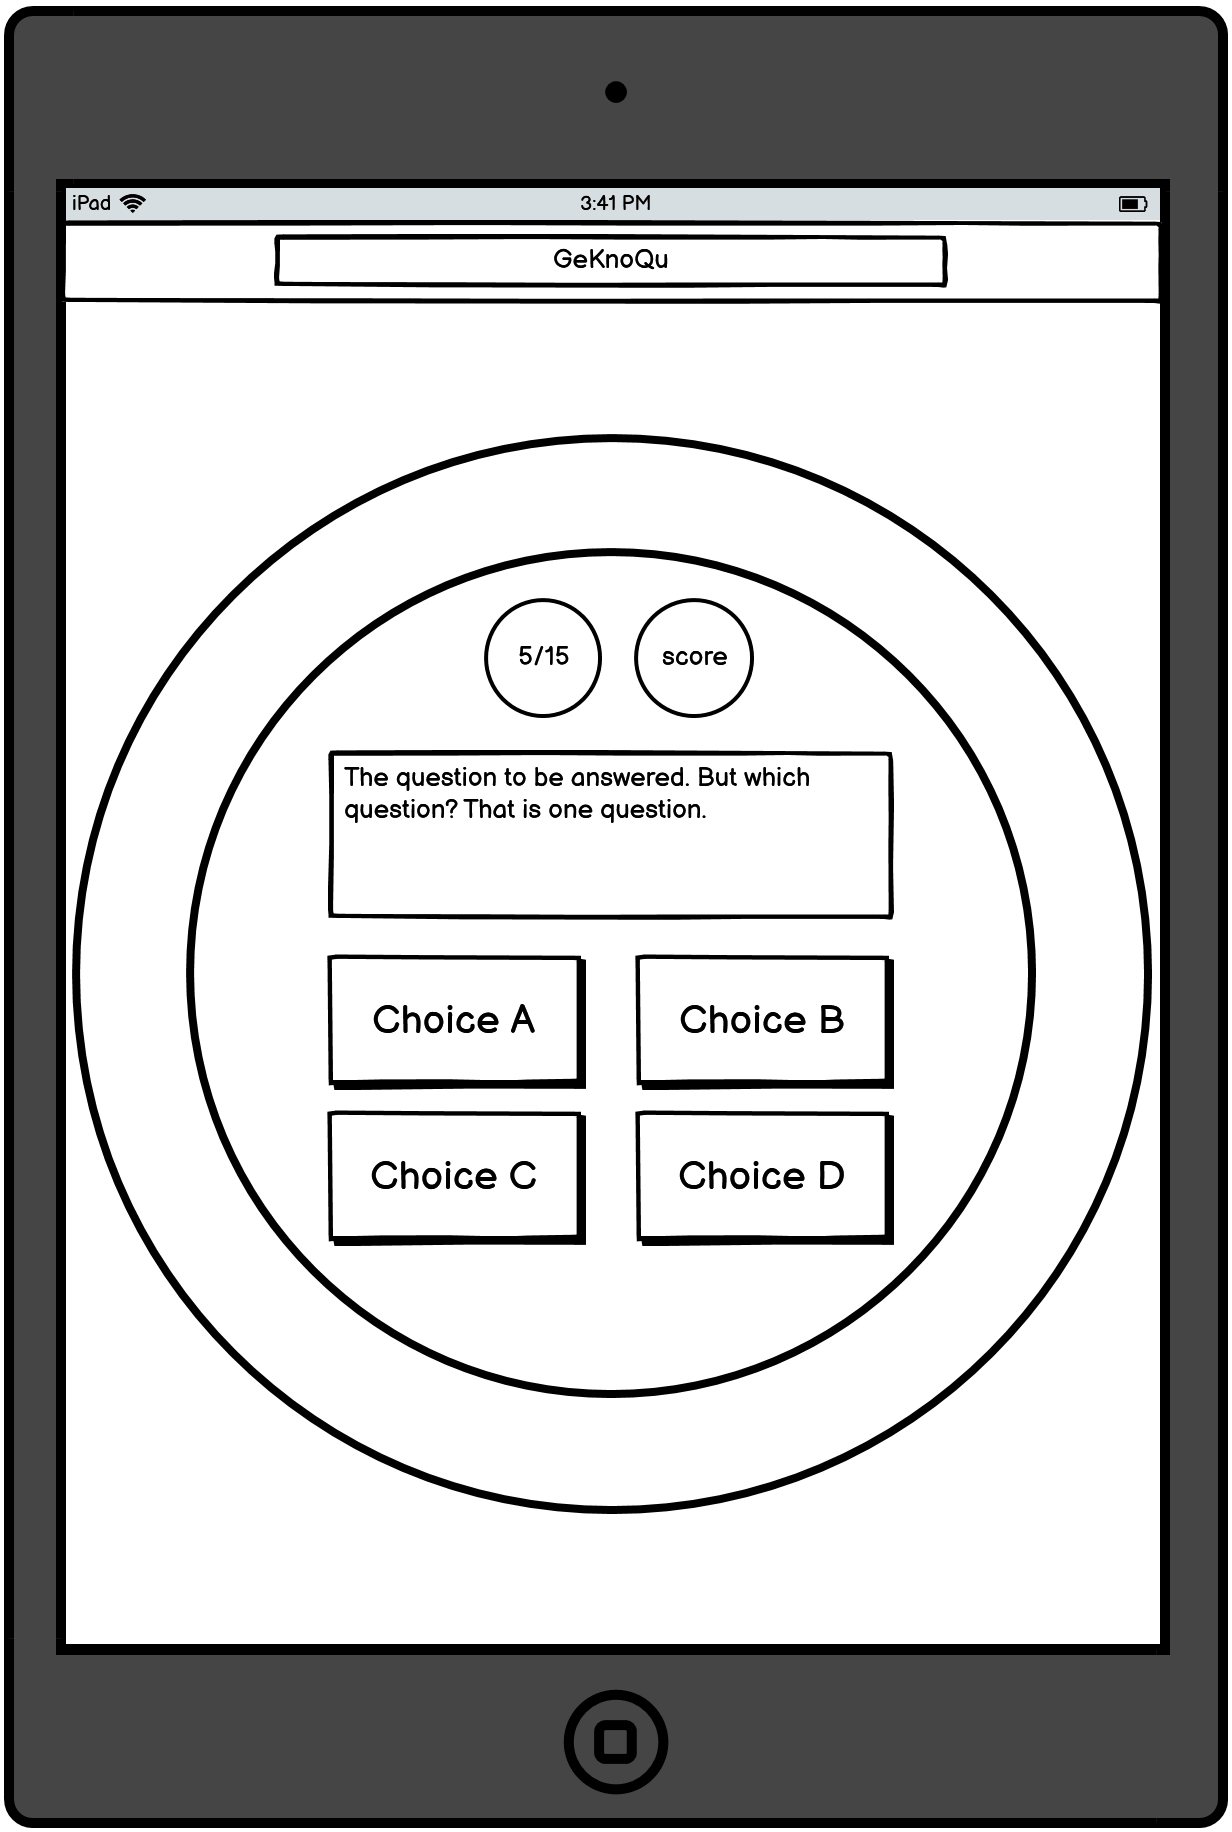 iPad 3:41 PM
GeKnoQu
5/15 score
The question to be answered. But which
question? That is one question.
Choice A Choice B
Choice C Choice D